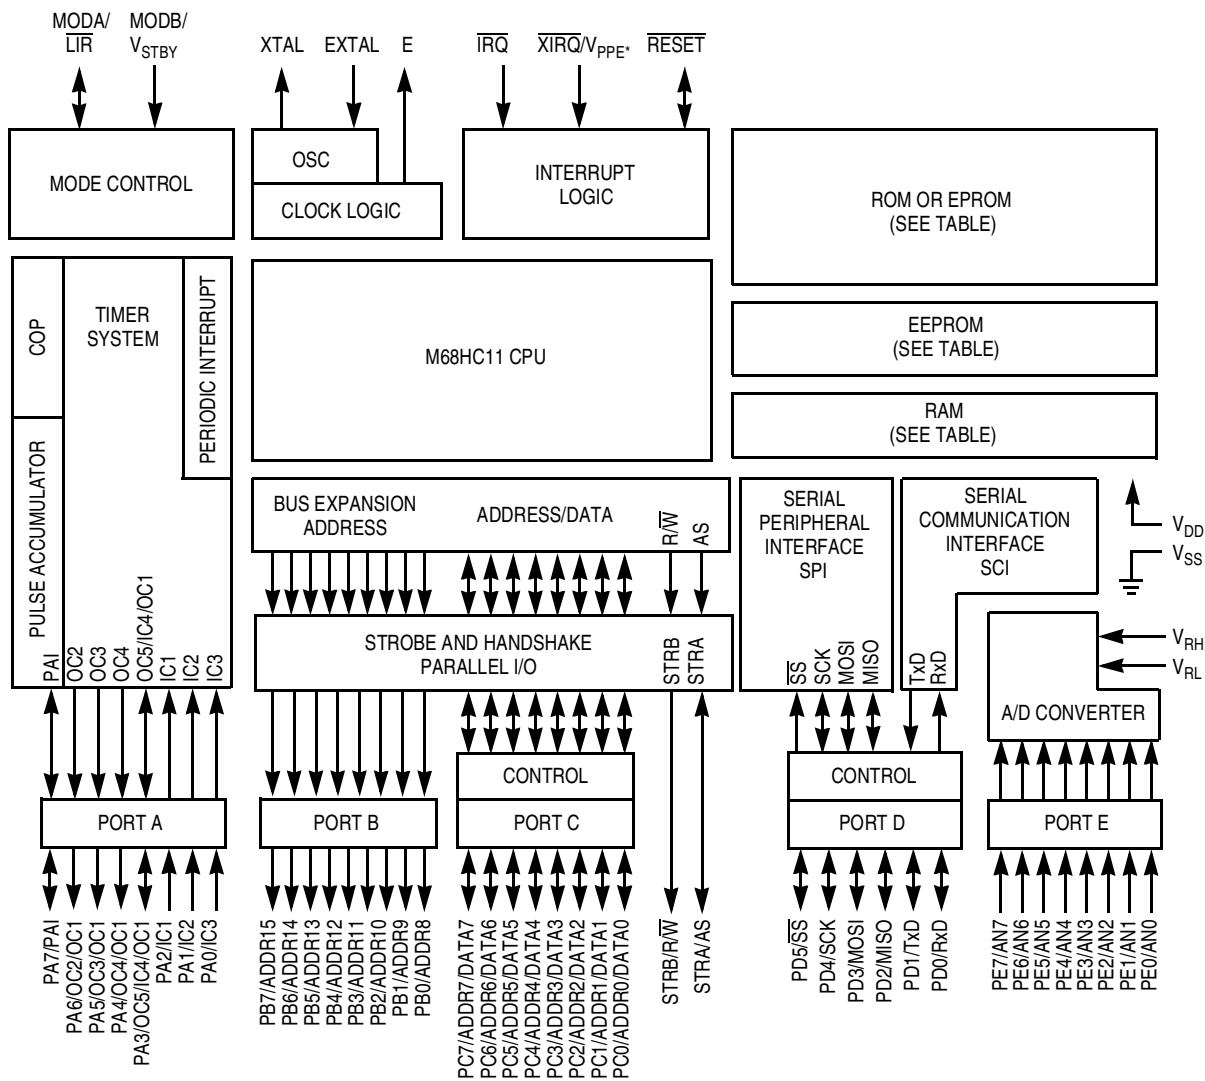 MODA/
LIR
MODB/
VSTBY
XTAL
EXTAL
E
IRQ
XIRQ/VPPE*
RESET
MODE CONTROL
OSC
CLOCK LOGIC
INTERRUPT
LOGIC
ROM OR EPROM
(SEE TABLE)
COP
TIMER
SYSTEM
PERIODIC INTERRUPT
M68HC11 CPU
EEPROM
(SEE TABLE)
RAM
(SEE TABLE)
PULSE ACCUMULATOR
BUS EXPANSION
ADDRESS
ADDRESS/DATA
R/W
AS
SERIAL
PERIPHERAL
INTERFACE
SPI
SERIAL
COMMUNICATION
INTERFACE
SCI
VDD
VSS
PAI
OC2
OC3
OC4
OC5/IC4/OC1
IC1
IC2
IC3
STROBE AND HANDSHAKE
PARALLEL I/O
STRB
STRA
SS
SCK
MOSI
MISO
TxD
RxD
VRH
VRL
A/D CONVERTER
CONTROL
CONTROL
PORT A
PORT B
PORT C
PORT D
PORT E
PA7/PAI
PA6/OC2/OC1
PA5/OC3/OC1
PA4/OC4/OC1
PA3/OC5/IC4/OC1
PA2/IC1
PA1/IC2
PA0/IC3
PB7/ADDR15
PB6/ADDR14
PB5/ADDR13
PB4/ADDR12
PB3/ADDR11
PB2/ADDR10
PB1/ADDR9
PB0/ADDR8
PC7/ADDR7/DATA7
PC6/ADDR6/DATA6
PC5/ADDR5/DATA5
PC4/ADDR4/DATA4
PC3/ADDR3/DATA3
PC2/ADDR2/DATA2
PC1/ADDR1/DATA1
PC0/ADDR0/DATA0
STRB/R/W
STRA/AS
PD5/SS
PD4/SCK
PD3/MOSI
PD2/MISO
PD1/TxD
PD0/RxD
PE7/AN7
PE6/AN6
PE5/AN5
PE4/AN4
PE3/AN3
PE2/AN2
PE1/AN1
PE0/AN0